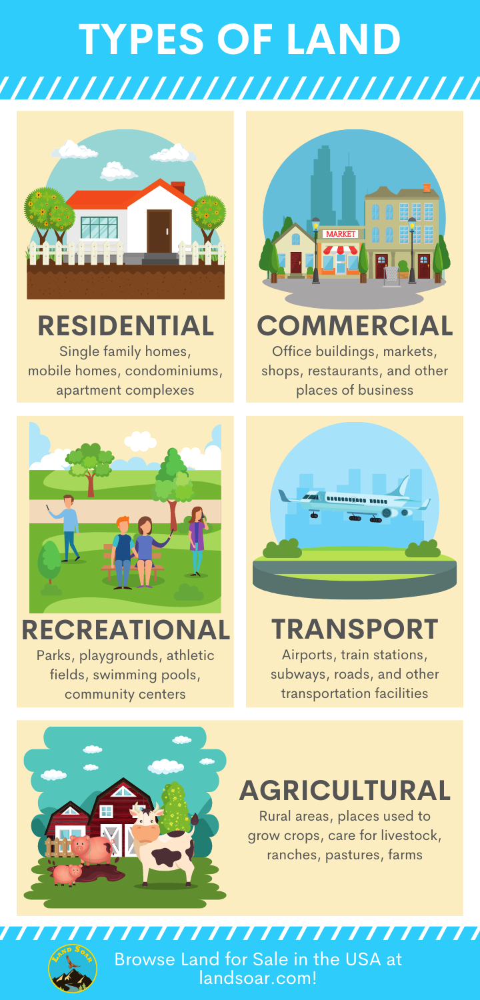 TYPES OF LAND
MARKET
RESIDENTIAL
Single family homes,
mobile homes, condominiums,
apartment complexes
COMMERCIAL
Office buildings, markets,
shops, restaurants, and other
places of business
RECREATIONAL
Parks, playgrounds, athletic
fields, swimming pools,
community centers
TRANSPORT
Airports, train stations,
subways, roads, and other
transportation facilities
AGRICULTURAL
Rural areas, places used to
grow crops, care for livestock,
ranches, pastures, farms
LAND SOAR
Browse Land for Sale in the USA at
landsoar.com!